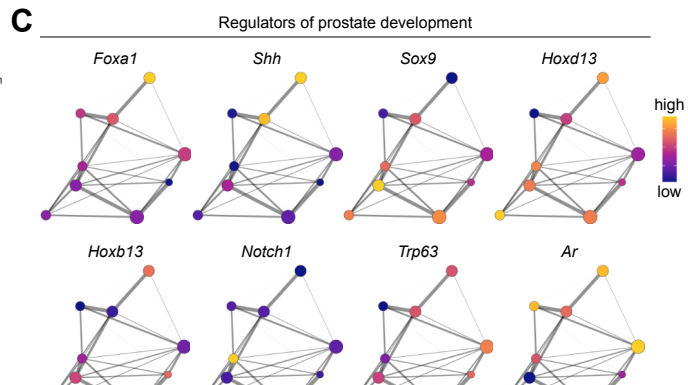 C
Regulators of prostate development
Foxa1 Shh Sox9 Hoxd13
high
low
Hoxb13 Notch1 Trp63 Ar